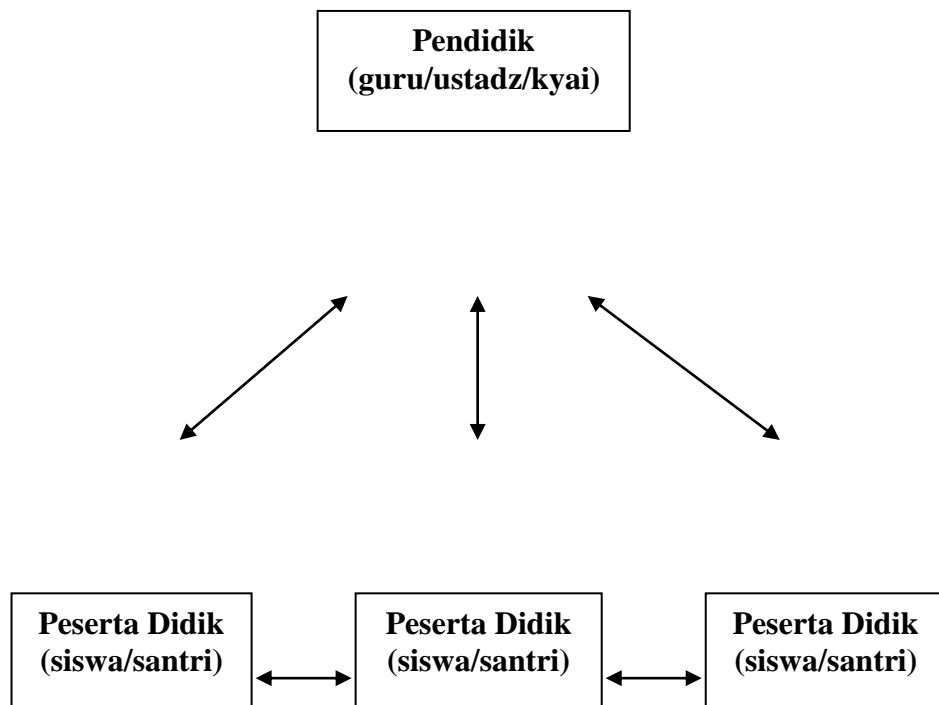 Pendidik
(guru/ustadz/kyai)
Peserta Didik
(siswa/santri)
Peserta Didik
(siswa/santri)
Peserta Didik
(siswa/santri)